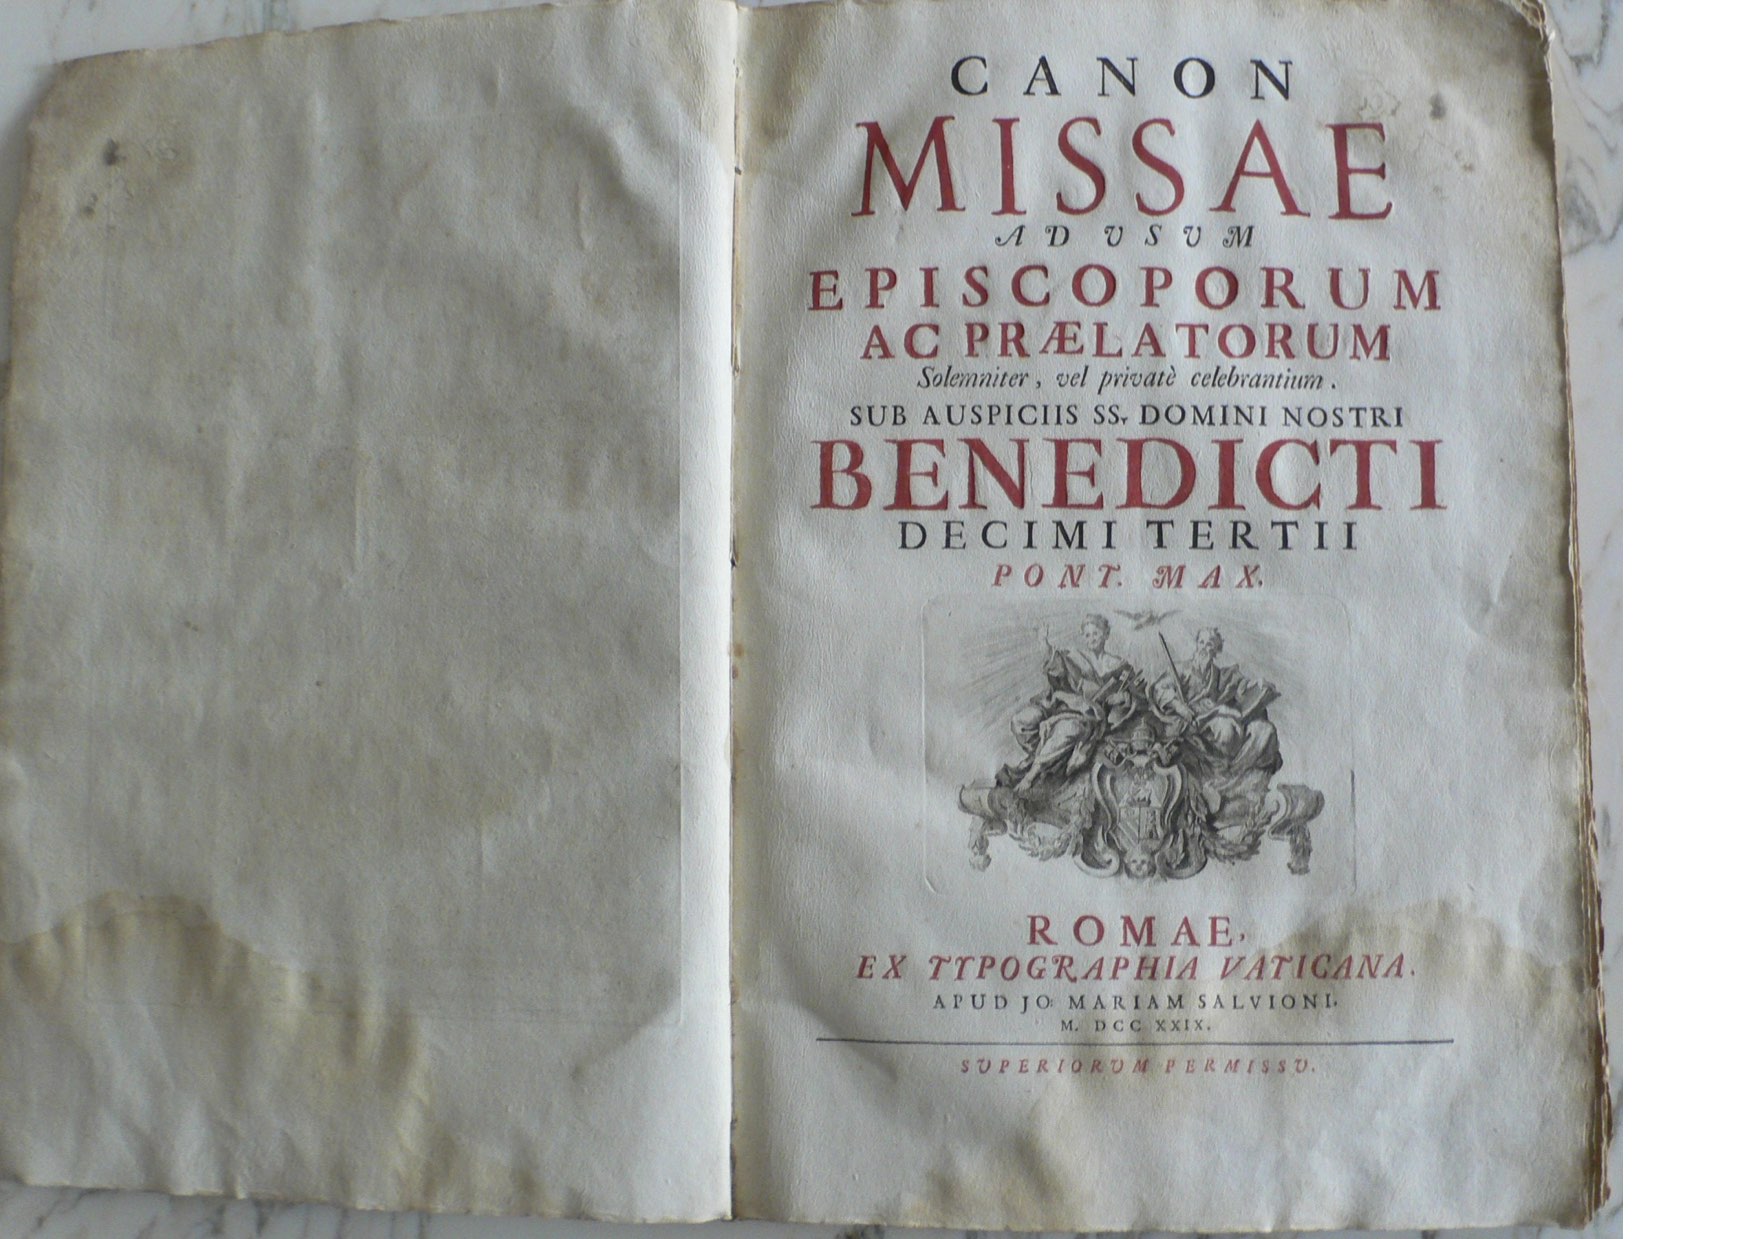 CANON
MISSAE
AD USUM
EPISCOPORUM
AC PRÆLATORUM
Solemniter, vel privatè celebrantium.
SUB AUSPICIIS SS. DOMINI NOSTRI
BENEDICTI
DECIMI TERTII
PONT. MAX.
ROMAE,
EX TYPOGRAPHIA VATICANA.
APUD JO: MARIAM SALVIONI.
M. DCC XXIX.
SUPERIORUM PERMISSU.